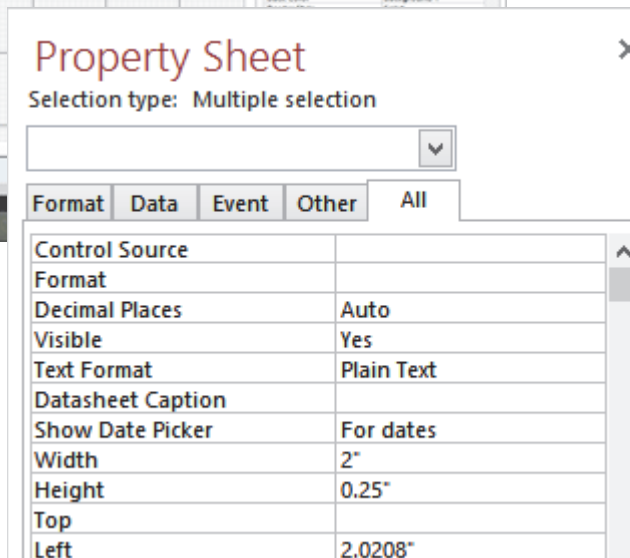 Property Sheet
Selection type: Multiple selection
Format Data Event Other All
Control Source
Format
Decimal Places Auto
Visible Yes
Text Format Plain Text
Datasheet Caption
Show Date Picker For dates
Width 2"
Height 0.25"
Top
Left 2.0208"